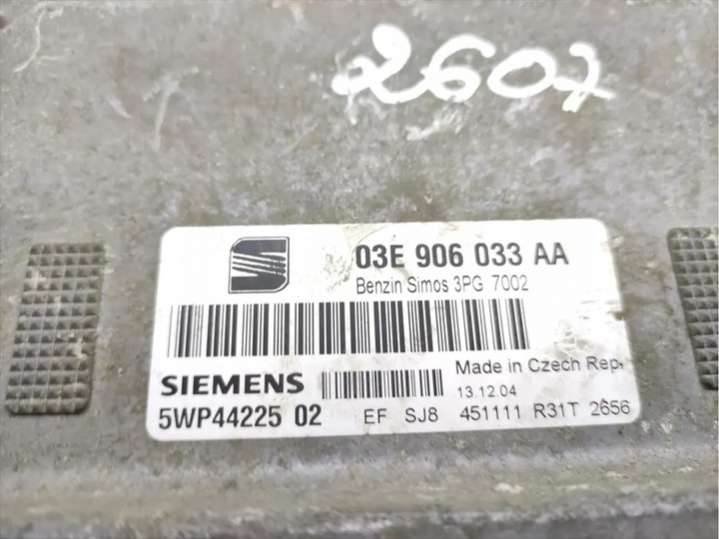 2607
03E 906 033 AA
Benzin Simos 3PG 7002
Made in Czech Rep.
SIEMENS
13.12.04
5WP44225 02 EF SJ8 451111 R31T 2656